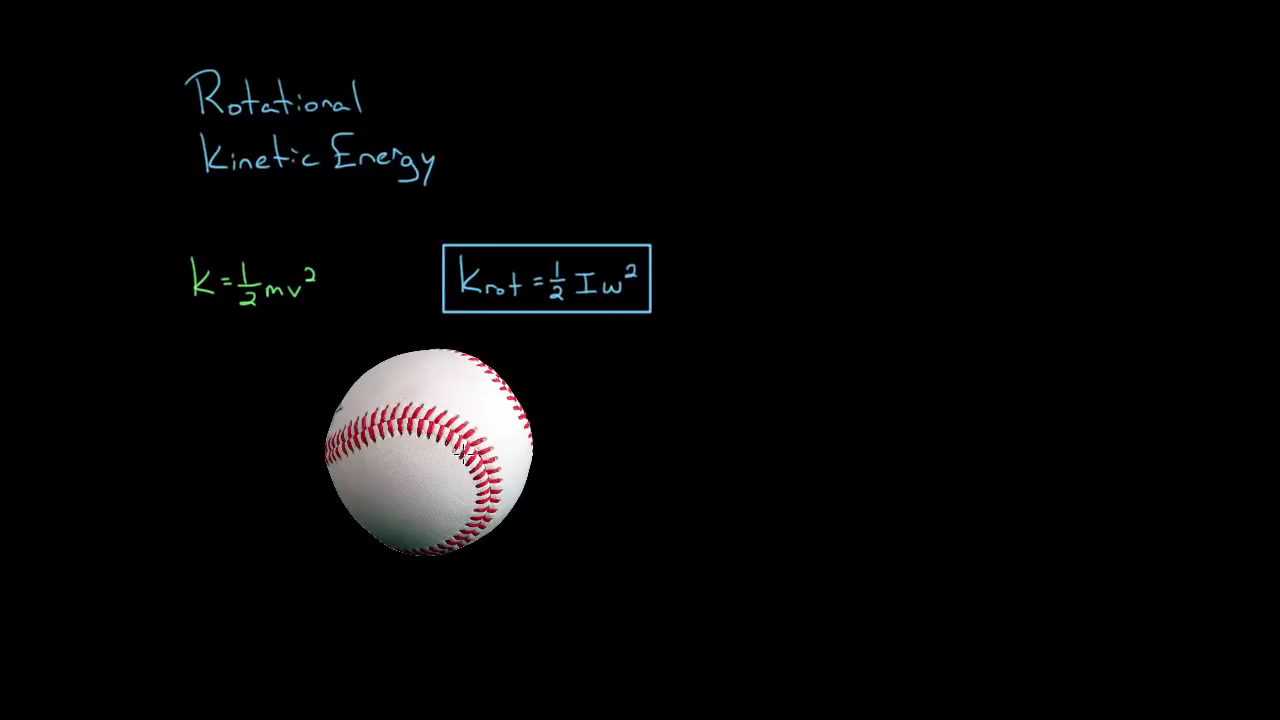 Rotational
Kinetic Energy
K = 1/2 mv²
Krot = 1/2 Iω²